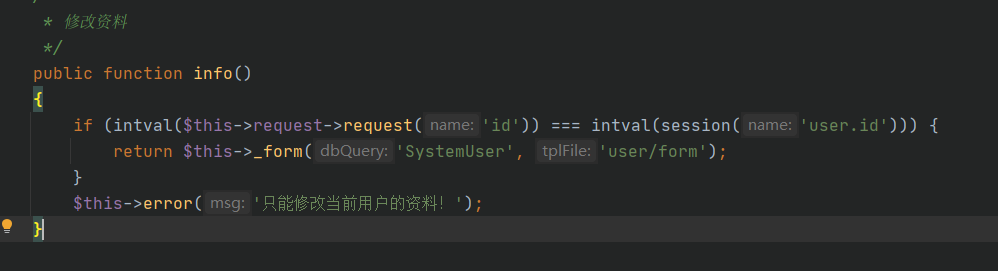 /
* 修改资料
*/
public function info()
{
if (intval($this->request->request( name: 'id')) === intval(session( name: 'user.id'))) {
return $this->_form( dbQuery: 'SystemUser', tplFile: 'user/form');
}
$this->error( msg: '只能修改当前用户的资料！');
}